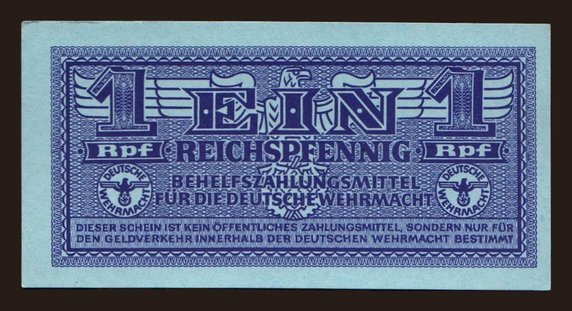 1 EIN 1
Rpf · REICHSPFENNIG · Rpf
BEHELFSZAHLUNGSMITTEL
FÜR DIE DEUTSCHE WEHRMACHT
DEUTSCHE WEHRMACHT
DEUTSCHE WEHRMACHT
DIESER SCHEIN IST KEIN ÖFFENTLICHES ZAHLUNGSMITTEL, SONDERN NUR FÜR
DEN GELDVERKEHR INNERHALB DER DEUTSCHEN WEHRMACHT BESTIMMT